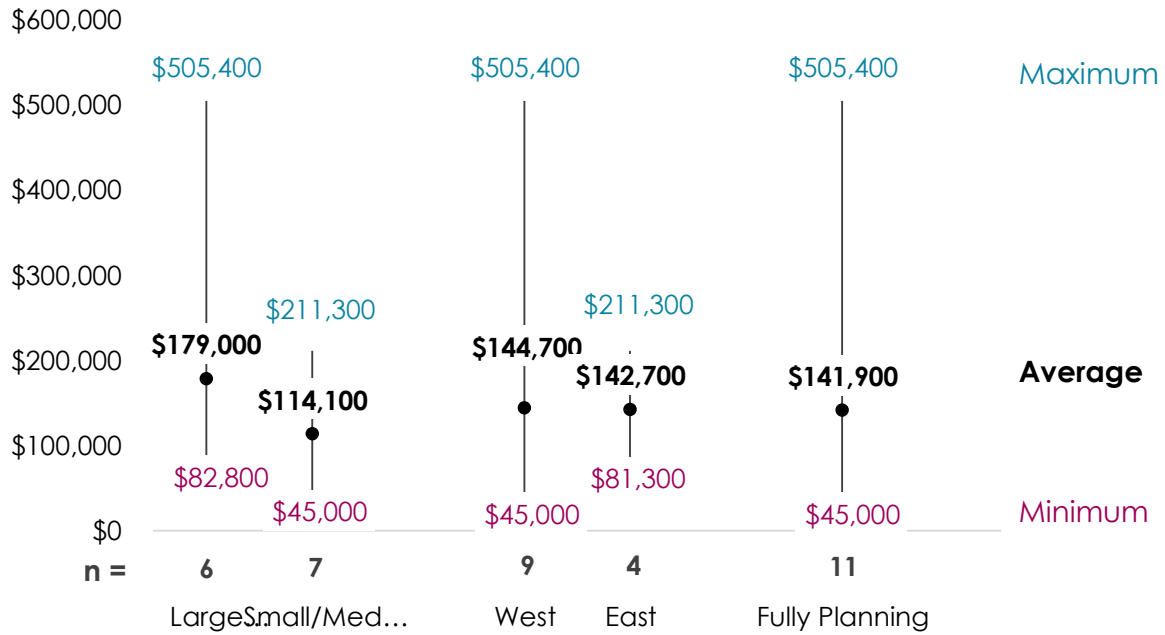 $600,000
$505,400 $505,400 $505,400 Maximum
$500,000
$400,000
$300,000
$211,300 $211,300
$200,000
$179,000 $144,700
$114,100 $142,700 $141,900 Average
$100,000
$82,800 $81,300
$45,000 $45,000 $45,000 Minimum
$0
n = 6 7 9 4 11
Large... Small/Med... West East Fully Planning